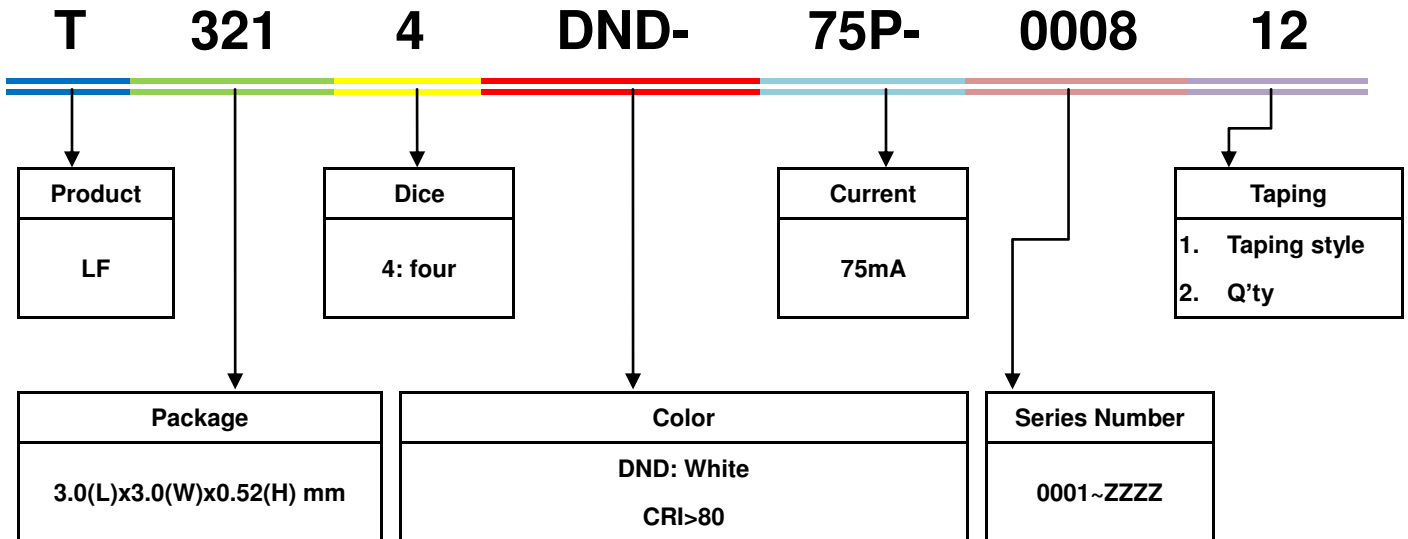 T 321 4 DND- 75P- 0008 12
Product
LF
Dice
4: four
Current
75mA
Taping
1. Taping style
2. Q'ty
Package
3.0(L)x3.0(W)x0.52(H) mm
Color
DND: White
CRI>80
Series Number
0001~ZZZZ